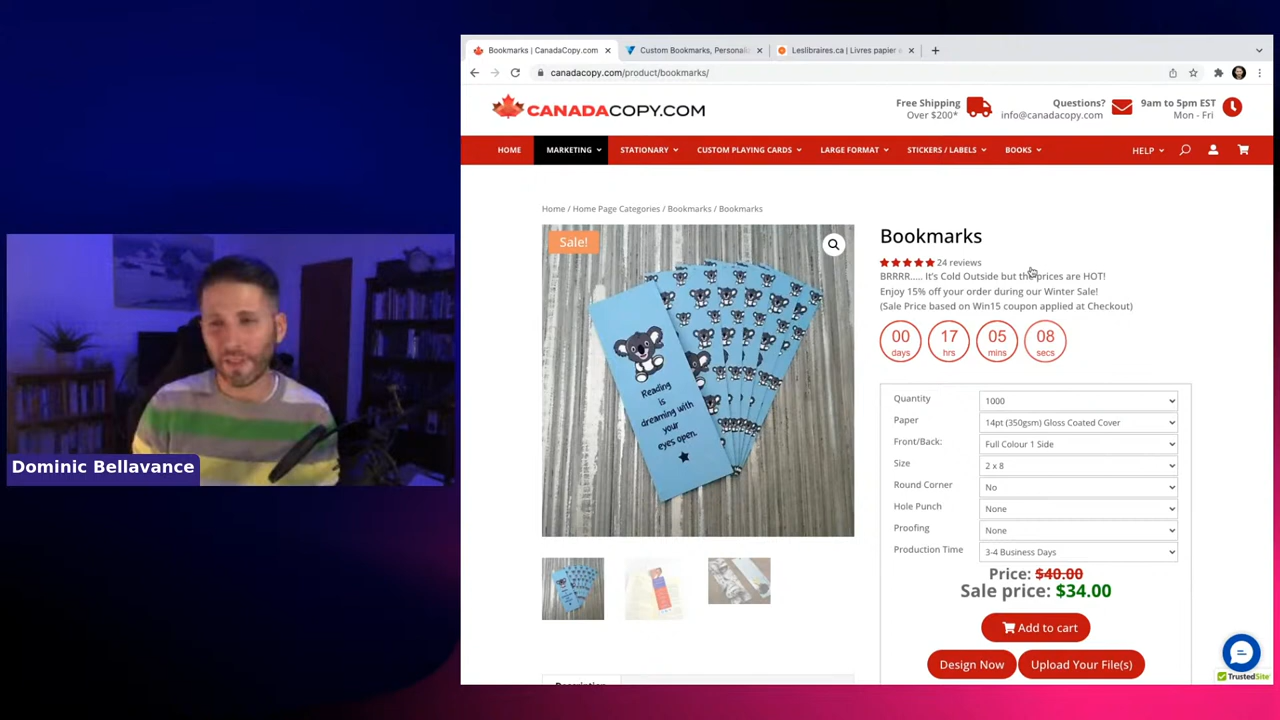 Bookmarks | CanadaCopy.com
Custom Bookmarks, Personaliz
Leslibraires.ca | Livres papier e
canadacopy.com/product/bookmarks/
CANADACOPY.COM
Free Shipping
Over $200*
Questions?
info@canadacopy.com
9am to 5pm EST
Mon - Fri
HOME
MARKETING
STATIONARY
CUSTOM PLAYING CARDS
LARGE FORMAT
STICKERS / LABELS
BOOKS
HELP
Home / Home Page Categories / Bookmarks / Bookmarks
Sale!
Reading
is
dreaming with
your
eyes open.
Bookmarks
24 reviews
BRRRR..... It's Cold Outside but the prices are HOT!
Enjoy 15% off your order during our Winter Sale!
(Sale Price based on Win15 coupon applied at Checkout)
00 17 05 08
days hrs mins secs
Quantity 1000
Paper 14pt (350gsm) Gloss Coated Cover
Front/Back: Full Colour 1 Side
Size 2 x 8
Round Corner No
Hole Punch None
Proofing None
Production Time 3-4 Business Days
Price: $40.00
Sale price: $34.00
Add to cart
Design Now
Upload Your File(s)
Description
TrustedSite
Dominic Bellavance